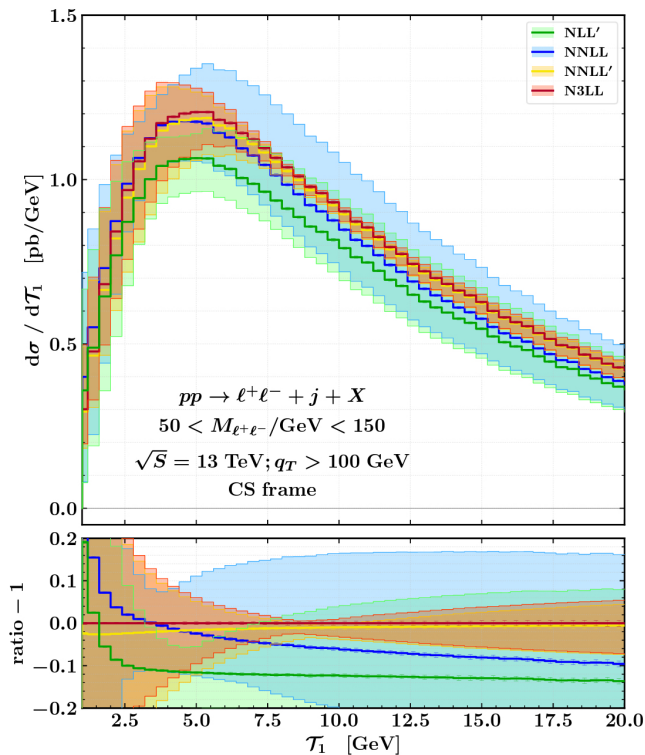 1.5
1.0
0.5
0.0
dσ / d𝒯₁ [pb/GeV]
NLL′
NNLL
NNLL′
N3LL
pp → ℓ⁺ℓ⁻ + j + X
50 < M_{ℓ⁺ℓ⁻}/GeV < 150
√S = 13 TeV; q_T > 100 GeV
CS frame
0.2
0.1
0.0
−0.1
−0.2
ratio − 1
2.5 5.0 7.5 10.0 12.5 15.0 17.5 20.0
𝒯₁ [GeV]